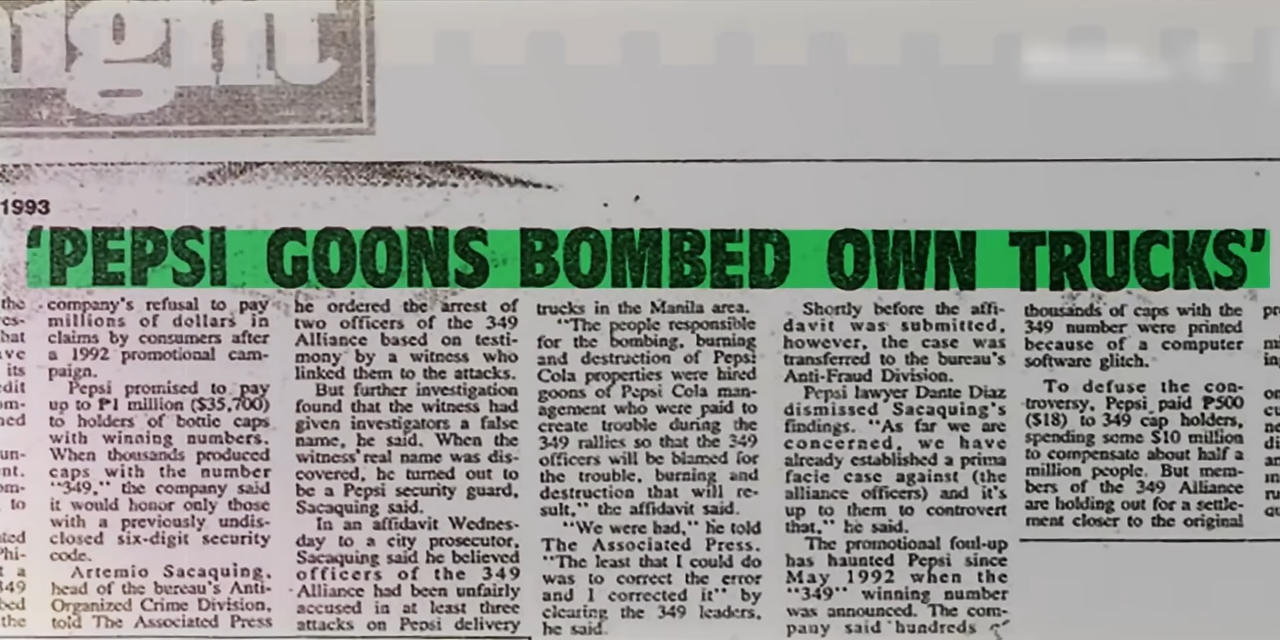 1993
'PEPSI GOONS BOMBED OWN TRUCKS'
the
company's refusal to pay
millions of dollars in
claims by consumers after
a 1992 promotional cam-
paign.
Pepsi promised to pay
up to ₱1 million ($35,700)
to holders of bottle caps
with winning numbers.
When thousands produced
caps with the number
"349," the company said
it would honor only those
with a previously undis-
closed six-digit security
code.
Artemio Sacaquing,
head of the bureau's Anti-
Organized Crime Division,
told The Associated Press
he ordered the arrest of
two officers of the 349
Alliance based on testi-
mony by a witness who
linked them to the attacks.
But further investigation
found that the witness had
given investigators a false
name, he said. When the
witness' real name was dis-
covered, he turned out to
be a Pepsi security guard,
Sacaquing said.
In an affidavit Wednes-
day to a city prosecutor,
Sacaquing said he believed
officers of the 349
Alliance had been unfairly
accused in at least three
attacks on Pepsi delivery
trucks in the Manila area.
"The people responsible
for the bombing, burning
and destruction of Pepsi
Cola properties were hired
goons of Pepsi Cola man-
agement who were paid to
create trouble during the
349 rallies so that the 349
officers will be blamed for
the trouble, burning and
destruction that will re-
sult," the affidavit said.
"We were had," he told
The Associated Press.
"The least that I could do
was to correct the error
and I corrected it" by
clearing the 349 leaders,
he said.
Shortly before the affi-
davit was submitted,
however, the case was
transferred to the bureau's
Anti-Fraud Division.
Pepsi lawyer Dante Diaz
dismissed Sacaquing's
findings. "As far we are
concerned, we have
already established a prima
facie case against (the
alliance officers) and it's
up to them to controvert
that," he said.
The promotional foul-up
has haunted Pepsi since
May 1992 when the
"349" winning number
was announced. The com-
pany said hundreds
thousands of caps with the
349 number were printed
because of a computer
software glitch.
To defuse the con-
troversy, Pepsi paid ₱500
($18) to 349 cap holders,
spending some $10 million
to compensate about half a
million people. But mem-
bers of the 349 Alliance
are holding out for a settle-
ment closer to the original